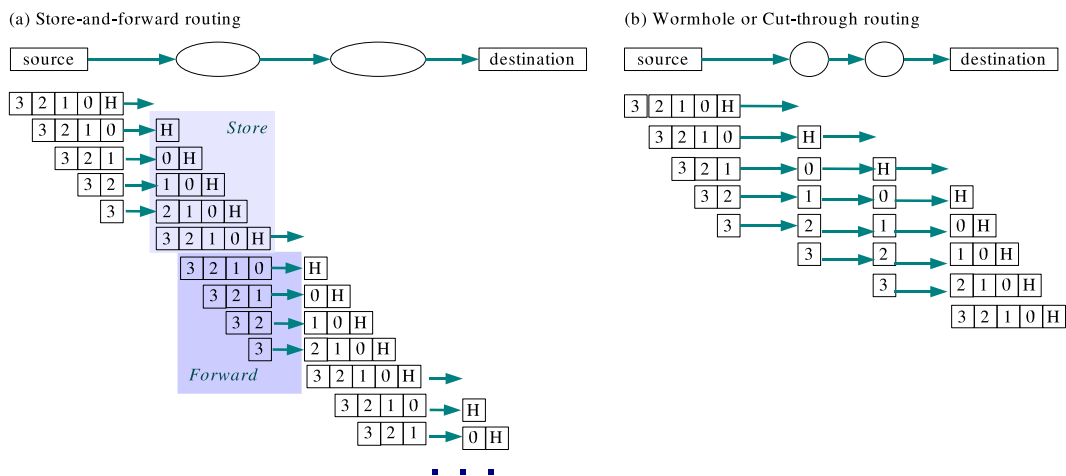 (a) Store-and-forward routing
source destination
3 2 1 0 H
3 2 1 0 H Store
3 2 1 0 H
3 2 1 0 H
3 2 1 0 H
3 2 1 0 H
3 2 1 0 H
3 2 1 0 H
3 2 1 0 H
3 2 1 0 H
Forward
3 2 1 0 H
3 2 1 0 H
3 2 1 0 H
(b) Wormhole or Cut-through routing
source destination
3 2 1 0 H
3 2 1 0 H
3 2 1 0 H
3 2 1 0 H
3 2 1 0 H
3 2 1 0 H
3 2 1 0 H
3 2 1 0 H